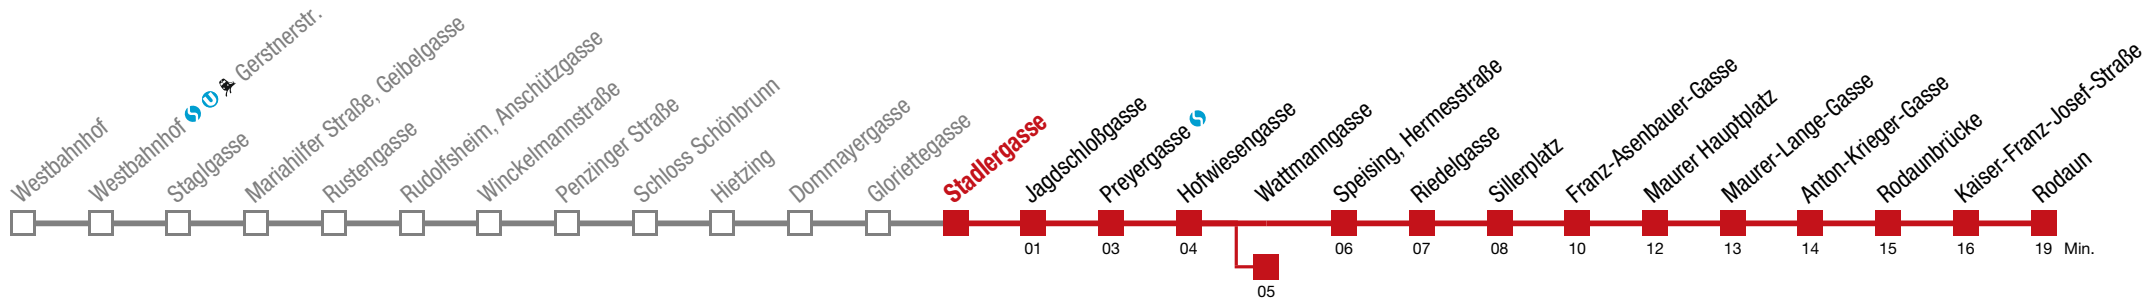 Westbahnhof
Westbahnhof S U Gerstnerstr.
Staglgasse
Mariahilfer Straße, Geibelgasse
Rustengasse
Rudolfsheim, Anschützgasse
Winckelmannstraße
Penzinger Straße
Schloss Schönbrunn
Hietzing
Dommayergasse
Gloriettegasse
Stadlergasse
Jagdschloßgasse
Preyergasse S
Hofwiesengasse
Wattmanngasse
Speising, Hermesstraße
Riedelgasse
Sillerplatz
Franz-Asenbauer-Gasse
Maurer Hauptplatz
Maurer-Lange-Gasse
Anton-Krieger-Gasse
Rodaunbrücke
Kaiser-Franz-Josef-Straße
Rodaun
01 03 04 06 07 08 10 12 13 14 15 16 19 Min.
05